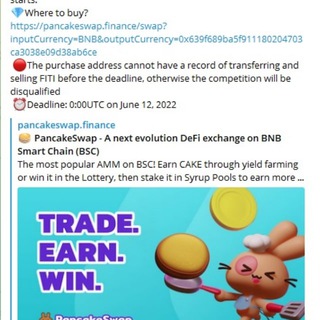 starts.
💎Where to buy?
https://pancakeswap.finance/swap?
inputCurrency=BNB&outputCurrency=0x639f689ba5f911180204703
ca3038e09d38ab6ce
🔴The purchase address cannot have a record of transferring and
selling FITI before the deadline, otherwise the competition will be
disqualified
⏰Deadline: 0:00UTC on June 12, 2022
pancakeswap.finance
🥞 PancakeSwap - A next evolution DeFi exchange on BNB
Smart Chain (BSC)
The most popular AMM on BSC! Earn CAKE through yield farming
or win it in the Lottery, then stake it in Syrup Pools to earn more ...
TRADE.
EARN.
WIN.
PancakeSwap